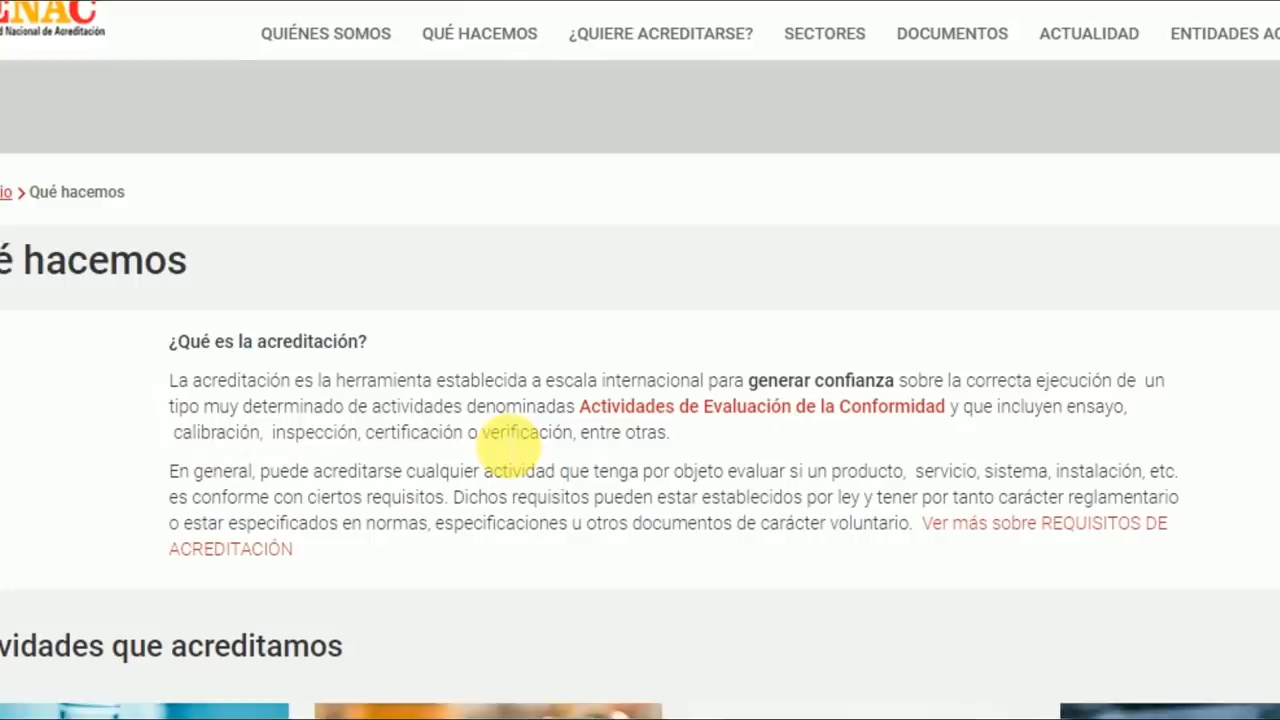 ENAC
d Nacional de Acreditación
QUIÉNES SOMOS QUÉ HACEMOS ¿QUIERE ACREDITARSE? SECTORES DOCUMENTOS ACTUALIDAD ENTIDADES AC
io > Qué hacemos
é hacemos
¿Qué es la acreditación?
La acreditación es la herramienta establecida a escala internacional para generar confianza sobre la correcta ejecución de un
tipo muy determinado de actividades denominadas Actividades de Evaluación de la Conformidad y que incluyen ensayo,
calibración, inspección, certificación o verificación, entre otras.
En general, puede acreditarse cualquier actividad que tenga por objeto evaluar si un producto, servicio, sistema, instalación, etc.
es conforme con ciertos requisitos. Dichos requisitos pueden estar establecidos por ley y tener por tanto carácter reglamentario
o estar especificados en normas, especificaciones u otros documentos de carácter voluntario. Ver más sobre REQUISITOS DE
ACREDITACIÓN
vidades que acreditamos